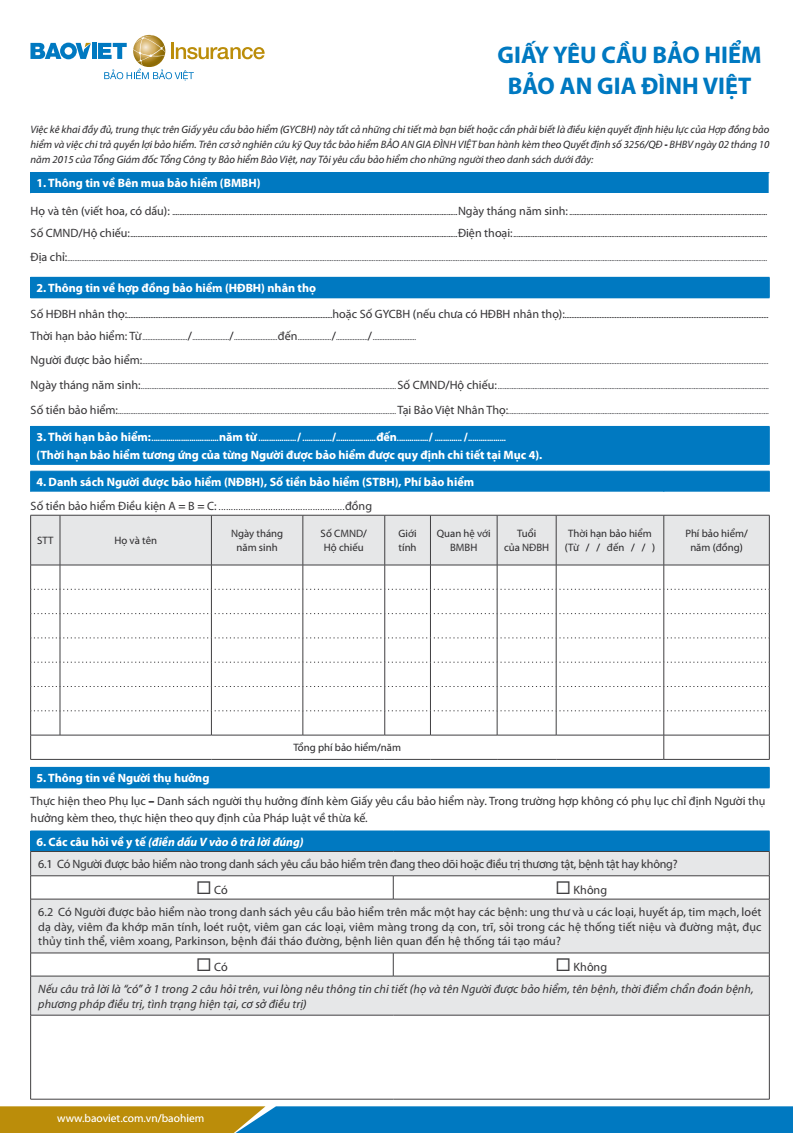 BAOVIET Insurance
BẢO HIỂM BẢO VIỆT
GIẤY YÊU CẦU BẢO HIỂM
BẢO AN GIA ĐÌNH VIỆT
Việc kê khai đầy đủ, trung thực trên Giấy yêu cầu bảo hiểm (GYCBH) này tất cả những chi tiết mà bạn biết hoặc cần phải biết là điều kiện quyết định hiệu lực của Hợp đồng bảo
hiểm và việc chi trả quyền lợi bảo hiểm. Trên cơ sở nghiên cứu kỹ Quy tắc bảo hiểm BẢO AN GIA ĐÌNH VIỆT ban hành kèm theo Quyết định số 3256/QĐ - BHBV ngày 02 tháng 10
năm 2015 của Tổng Giám đốc Tổng Công ty Bảo hiểm Bảo Việt, nay Tôi yêu cầu bảo hiểm cho những người theo danh sách dưới đây:
1. Thông tin về Bên mua bảo hiểm (BMBH)
Họ và tên (viết hoa, có dấu): ........ Ngày tháng năm sinh: ........
Số CMND/Hộ chiếu: ........ Điện thoại: ........
Địa chỉ: ........
2. Thông tin về hợp đồng bảo hiểm (HĐBH) nhân thọ
Số HĐBH nhân thọ: ........ hoặc Số GYCBH (nếu chưa có HĐBH nhân thọ): ........
Thời hạn bảo hiểm: Từ ......../......../........ đến ......../......../........
Người được bảo hiểm: ........
Ngày tháng năm sinh: ........ Số CMND/Hộ chiếu: ........
Số tiền bảo hiểm: ........ Tại Bảo Việt Nhân Thọ: ........
3. Thời hạn bảo hiểm: ........ năm từ ......../......../........ đến ......../......../........
(Thời hạn bảo hiểm tương ứng của từng Người được bảo hiểm được quy định chi tiết tại Mục 4).
4. Danh sách Người được bảo hiểm (NĐBH), Số tiền bảo hiểm (STBH), Phí bảo hiểm
Số tiền bảo hiểm Điều kiện A = B = C: ........ đồng
STT Họ và tên Ngày tháng năm sinh Số CMND/ Hộ chiếu Giới tính Quan hệ với BMBH Tuổi của NĐBH Thời hạn bảo hiểm (Từ / / đến / / ) Phí bảo hiểm/ năm (đồng)
Tổng phí bảo hiểm/năm
5. Thông tin về Người thụ hưởng
Thực hiện theo Phụ lục – Danh sách người thụ hưởng đính kèm Giấy yêu cầu bảo hiểm này. Trong trường hợp không có phụ lục chỉ định Người thụ
hưởng kèm theo, thực hiện theo quy định của Pháp luật về thừa kế.
6. Các câu hỏi về y tế (điền dấu V vào ô trả lời đúng)
6.1 Có Người được bảo hiểm nào trong danh sách yêu cầu bảo hiểm trên đang theo dõi hoặc điều trị thương tật, bệnh tật hay không?
☐ Có ☐ Không
6.2 Có Người được bảo hiểm nào trong danh sách yêu cầu bảo hiểm trên mắc một hay các bệnh: ung thư và u các loại, huyết áp, tim mạch, loét
dạ dày, viêm đa khớp mãn tính, loét ruột, viêm gan các loại, viêm màng trong dạ con, trĩ, sỏi trong các hệ thống tiết niệu và đường mật, đục
thủy tinh thể, viêm xoang, Parkinson, bệnh đái tháo đường, bệnh liên quan đến hệ thống tái tạo máu?
☐ Có ☐ Không
Nếu câu trả lời là “có” ở 1 trong 2 câu hỏi trên, vui lòng nêu thông tin chi tiết (họ và tên Người được bảo hiểm, tên bệnh, thời điểm chẩn đoán bệnh,
phương pháp điều trị, tình trạng hiện tại, cơ sở điều trị)
www.baoviet.com.vn/baohiem